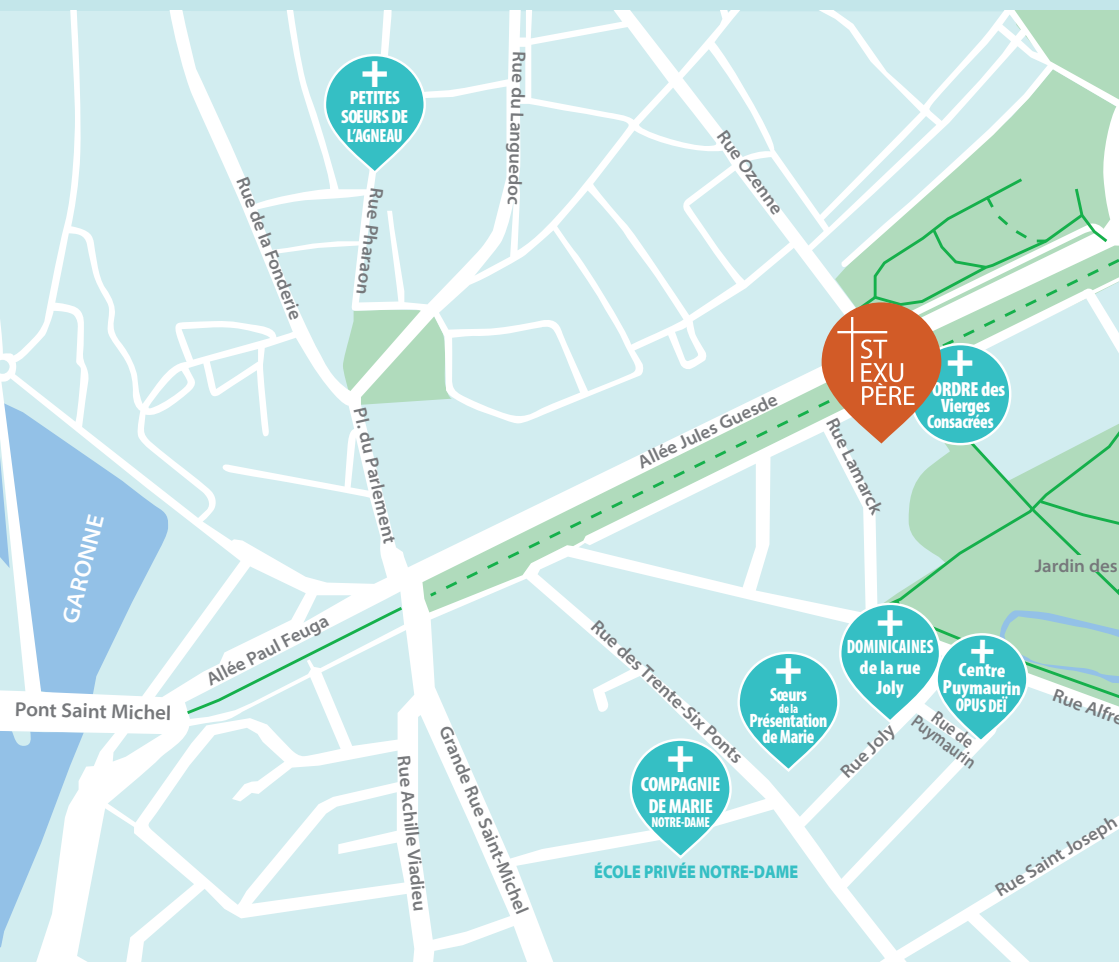 PETITES
SŒURS DE
L'AGNEAU
Rue du Languedoc
Rue Ozenne
Rue de la Fonderie
Rue Pharaon
ST
EXU
PÈRE
ORDRE des
Vierges
Consacrées
Allée Jules Guesde
Rue Lamarck
Pl. du Parlement
GARONNE
Jardin des
Allée Paul Feuga
Rue des Trente-Six Ponts
DOMINICAINES
de la rue
Joly
Centre
Puymaurin
OPUS DEÏ
Sœurs
de la
Présentation
de Marie
Pont Saint Michel
Rue Alfre
Rue de
Puymaurin
Rue Joly
COMPAGNIE
DE MARIE
NOTRE-DAME
Grande Rue Saint-Michel
Rue Achille Viadieu
ÉCOLE PRIVÉE NOTRE-DAME
Rue Saint Joseph